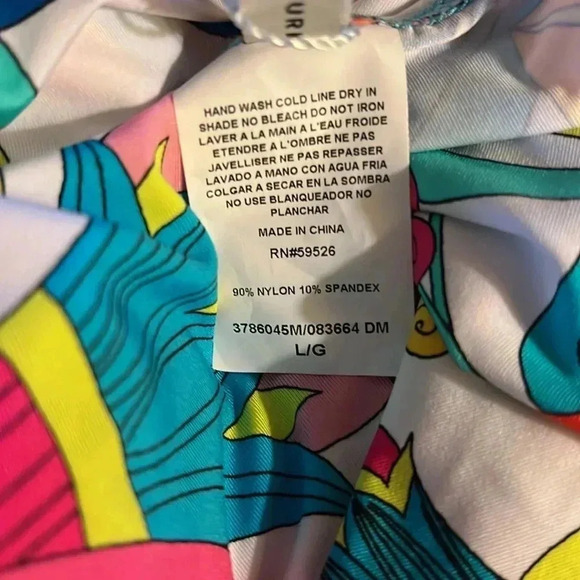 HAND WASH COLD LINE DRY IN
SHADE NO BLEACH DO NOT IRON
LAVER A LA MAIN A L'EAU FROIDE
ETENDRE A L'OMBRE NE PAS
JAVELLISER NE PAS REPASSER
LAVADO A MANO CON AGUA FRIA
COLGAR A SECAR EN LA SOMBRA
NO USE BLANQUEADOR NO
PLANCHAR
MADE IN CHINA
RN#59526
90% NYLON 10% SPANDEX
3786045M/083664 DM
L/G